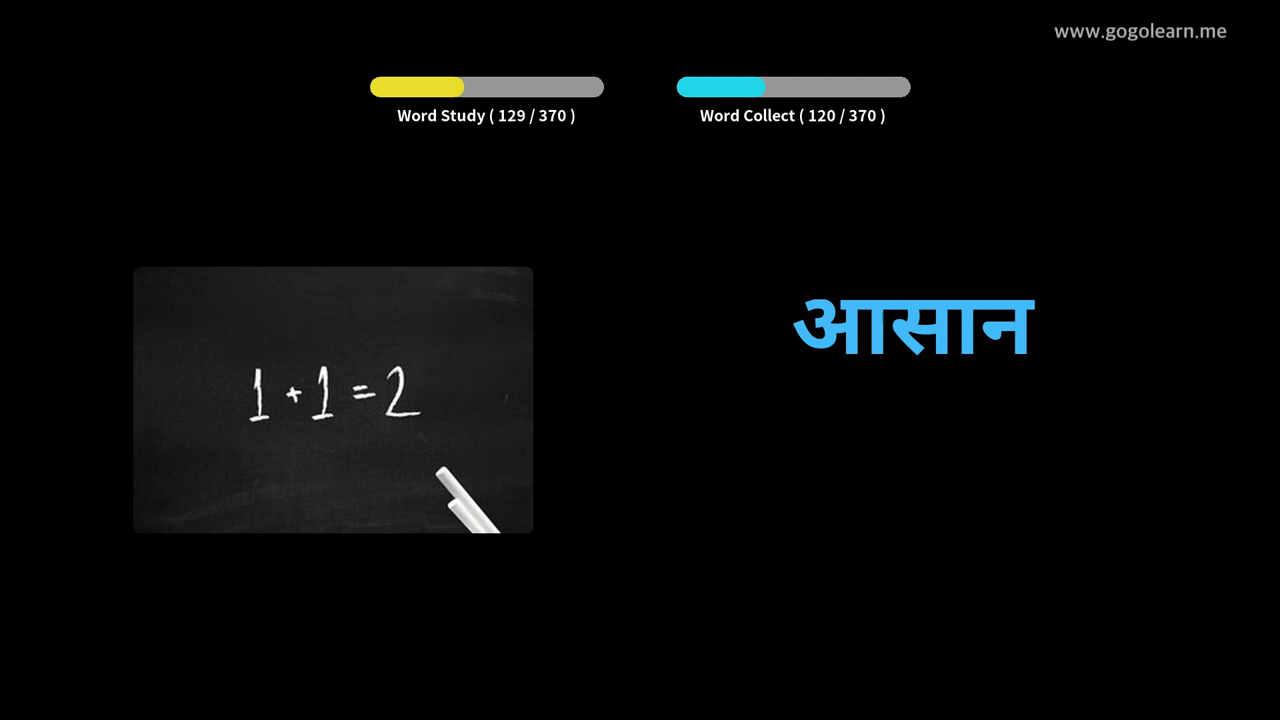 www.gogolearn.me
Word Study ( 129 / 370 )
Word Collect ( 120 / 370 )
1 + 1 = 2
आसान